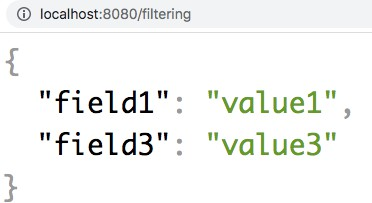 localhost:8080/filtering
{
"field1": "value1",
"field3": "value3"
}